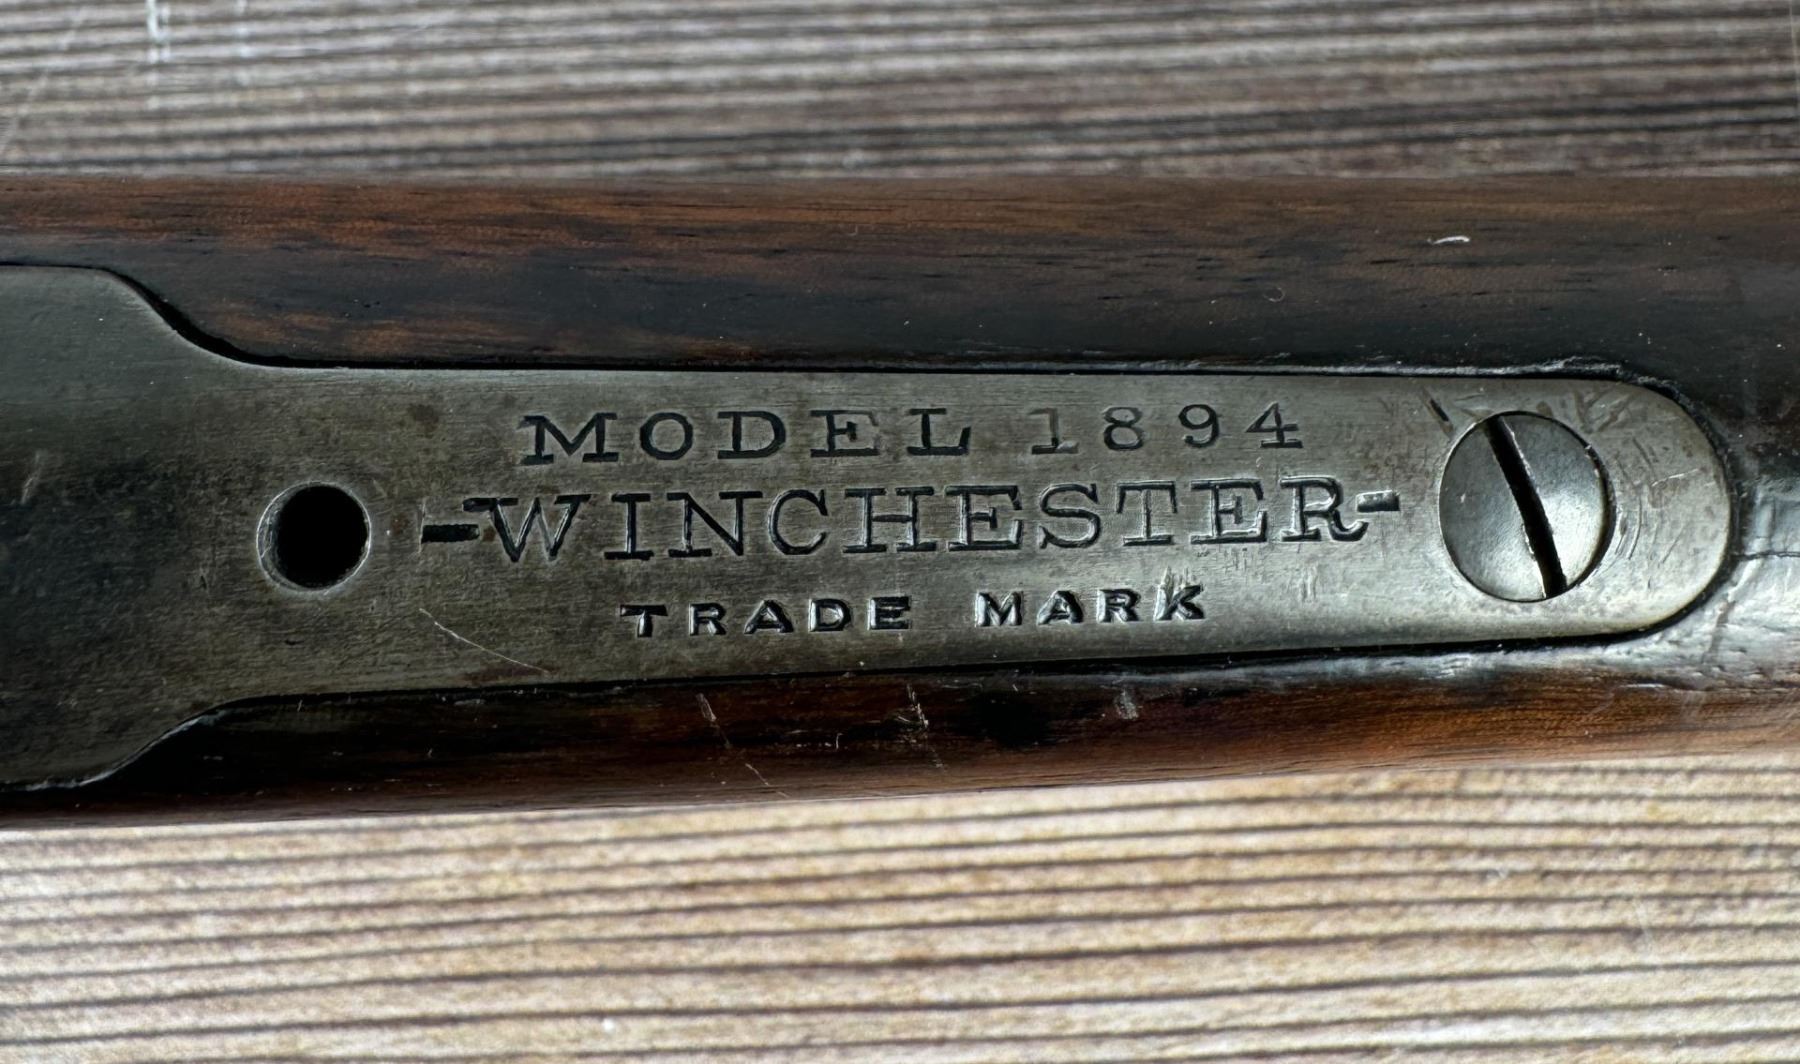 MODEL 1894
-WINCHESTER-
TRADE MARK